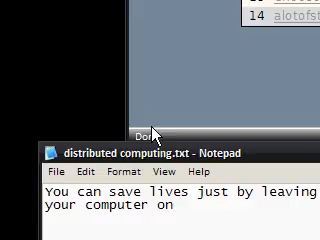 14 alotofst
Don
distributed computing.txt - Notepad
File Edit Format View Help
You can save lives just by leaving
your computer on